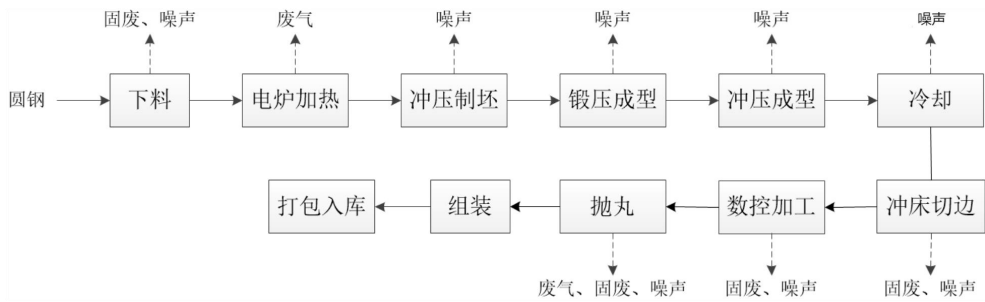 固废、噪声
废气
噪声
噪声
噪声
噪声
圆钢
下料
电炉加热
冲压制坯
锻压成型
冲压成型
冷却
打包入库
组装
抛丸
数控加工
冲床切边
废气、固废、噪声
固废、噪声
固废、噪声